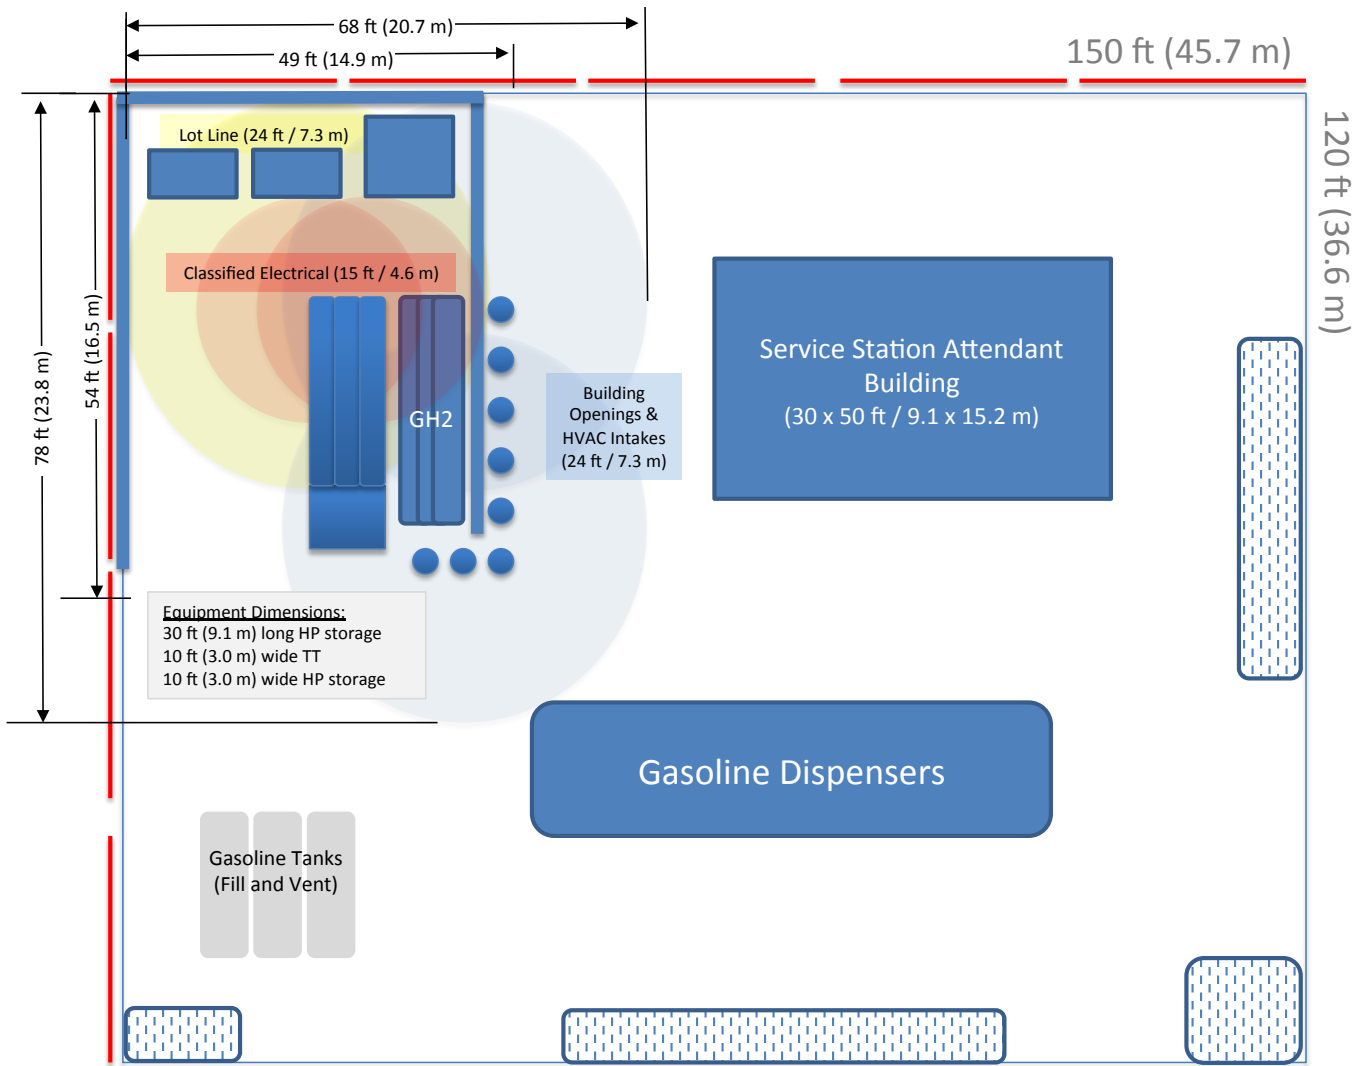 68 ft (20.7 m)
49 ft (14.9 m)
150 ft (45.7 m)
120 ft (36.6 m)
Lot Line (24 ft / 7.3 m)
Classified Electrical (15 ft / 4.6 m)
78 ft (23.8 m)
54 ft (16.5 m)
GH2
Building
Openings &
HVAC Intakes
(24 ft / 7.3 m)
Service Station Attendant
Building
(30 x 50 ft / 9.1 x 15.2 m)
Equipment Dimensions:
30 ft (9.1 m) long HP storage
10 ft (3.0 m) wide TT
10 ft (3.0 m) wide HP storage
Gasoline Dispensers
Gasoline Tanks
(Fill and Vent)